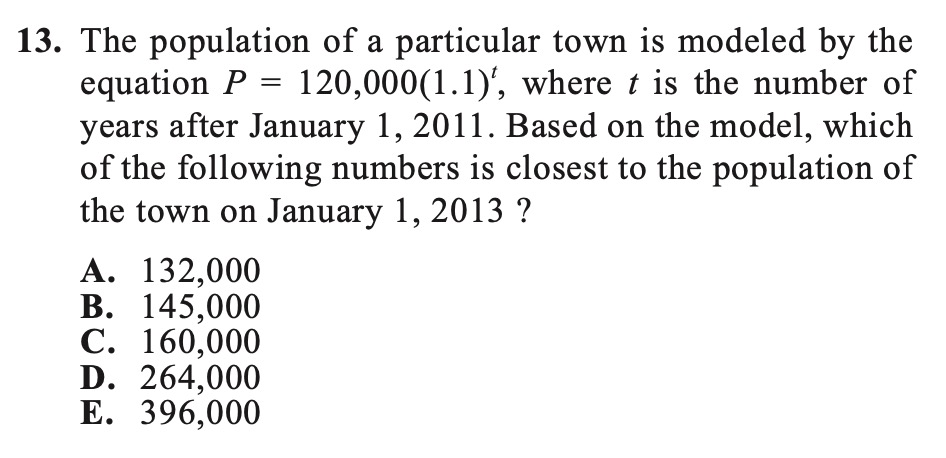 13. The population of a particular town is modeled by the
equation P = 120,000(1.1)ᵗ, where t is the number of
years after January 1, 2011. Based on the model, which
of the following numbers is closest to the population of
the town on January 1, 2013 ?
A. 132,000
B. 145,000
C. 160,000
D. 264,000
E. 396,000